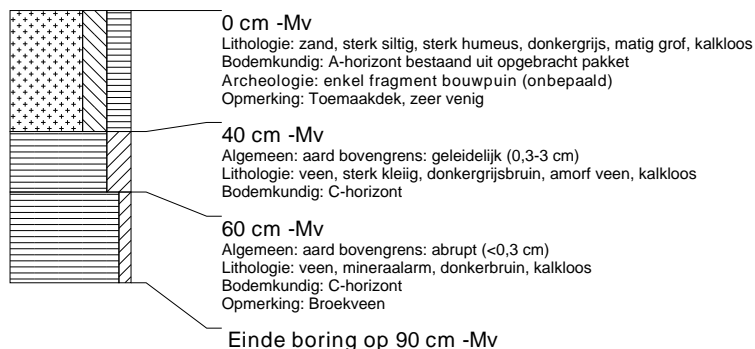 0 cm -Mv
Lithologie: zand, sterk siltig, sterk humeus, donkergrijs, matig grof, kalkloos
Bodemkundig: A-horizont bestaand uit opgebracht pakket
Archeologie: enkel fragment bouwpuin (onbepaald)
Opmerking: Toemaakdek, zeer venig
40 cm -Mv
Algemeen: aard bovengrens: geleidelijk (0,3-3 cm)
Lithologie: veen, sterk kleiig, donkergrijsbruin, amorf veen, kalkloos
Bodemkundig: C-horizont
60 cm -Mv
Algemeen: aard bovengrens: abrupt (<0,3 cm)
Lithologie: veen, mineraalarm, donkerbruin, kalkloos
Bodemkundig: C-horizont
Opmerking: Broekveen
Einde boring op 90 cm -Mv